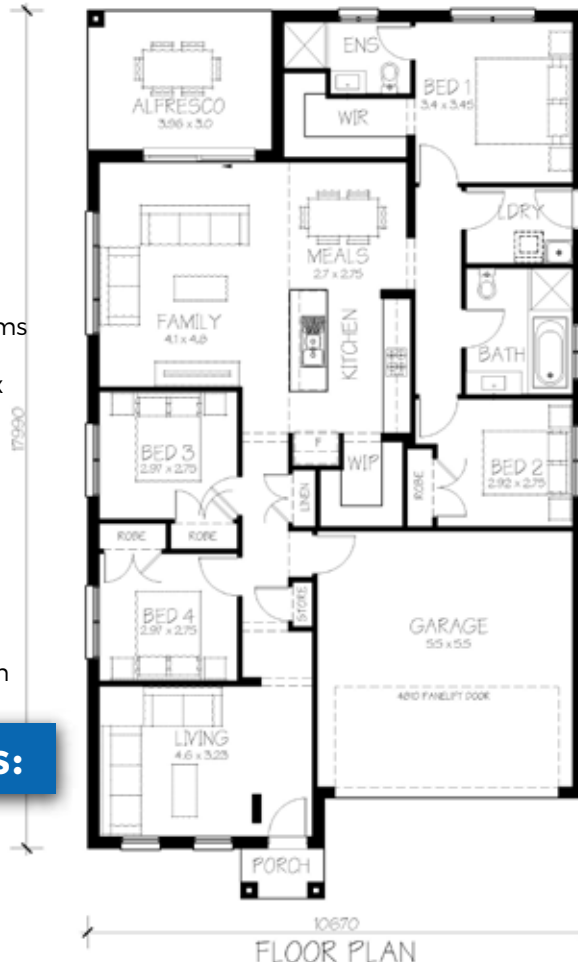 ALFRESCO
3.96 x 3.0
ENS
WIR
BED 1
3.4 x 3.45
LDRY
MEALS
2.7 x 2.75
FAMILY
4.1 x 4.8
KITCHEN
BATH
ms
x
17990
BED 3
2.97 x 2.75
F
WIP
LINEN
ROBE
BED 2
2.92 x 2.75
ROBE
ROBE
BED 4
2.97 x 2.75
STORE
GARAGE
5.5 x 5.5
4810 PANELIFT DOOR
n
s:
LIVING
4.6 x 3.23
PORCH
10670
FLOOR PLAN